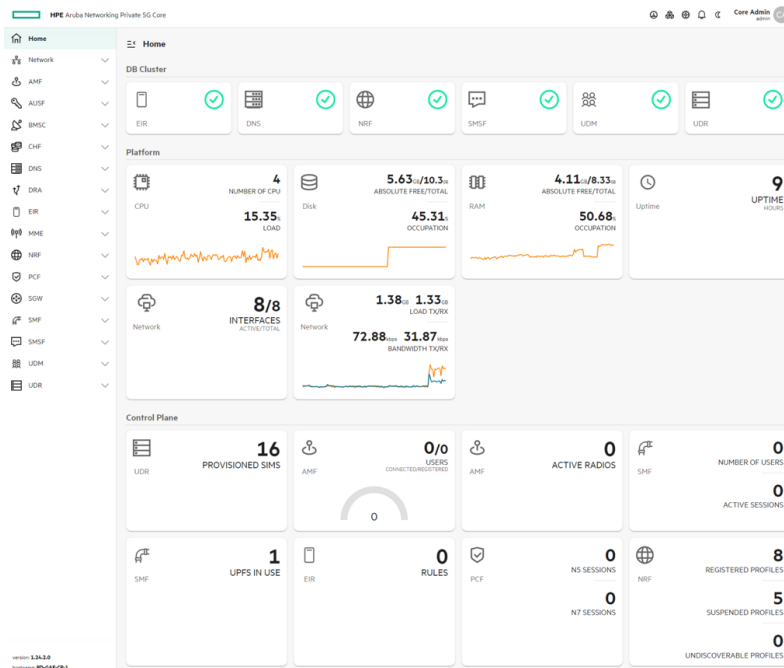 HPE Aruba Networking Private 5G Core
Core Admin
admin
Home
Network
AMF
AUSF
BMSC
CHF
DNS
DRA
EIR
MME
NRF
PCF
SGW
SMF
SMSF
UDM
UDR
version: 1.24.2.0
Home
DB Cluster
EIR
DNS
NRF
SMSF
UDM
UDR
Platform
CPU
4
NUMBER OF CPU
15.35%
LOAD
Disk
5.63GB/10.3GB
ABSOLUTE FREE/TOTAL
45.31%
OCCUPATION
RAM
4.11GB/8.33GB
ABSOLUTE FREE/TOTAL
50.68%
OCCUPATION
Uptime
9
UPTIME
HOURS
Network
8/8
INTERFACES
ACTIVE/TOTAL
Network
1.38GB 1.33GB
LOAD TX/RX
72.88kbps 31.87kbps
BANDWIDTH TX/RX
Control Plane
UDR
16
PROVISIONED SIMS
AMF
0/0
USERS
CONNECTED/REGISTERED
0
AMF
0
ACTIVE RADIOS
SMF
0
NUMBER OF USERS
0
ACTIVE SESSIONS
SMF
1
UPFS IN USE
EIR
0
RULES
PCF
0
N5 SESSIONS
0
N7 SESSIONS
NRF
8
REGISTERED PROFILES
5
SUSPENDED PROFILES
0
UNDISCOVERABLE PROFILES